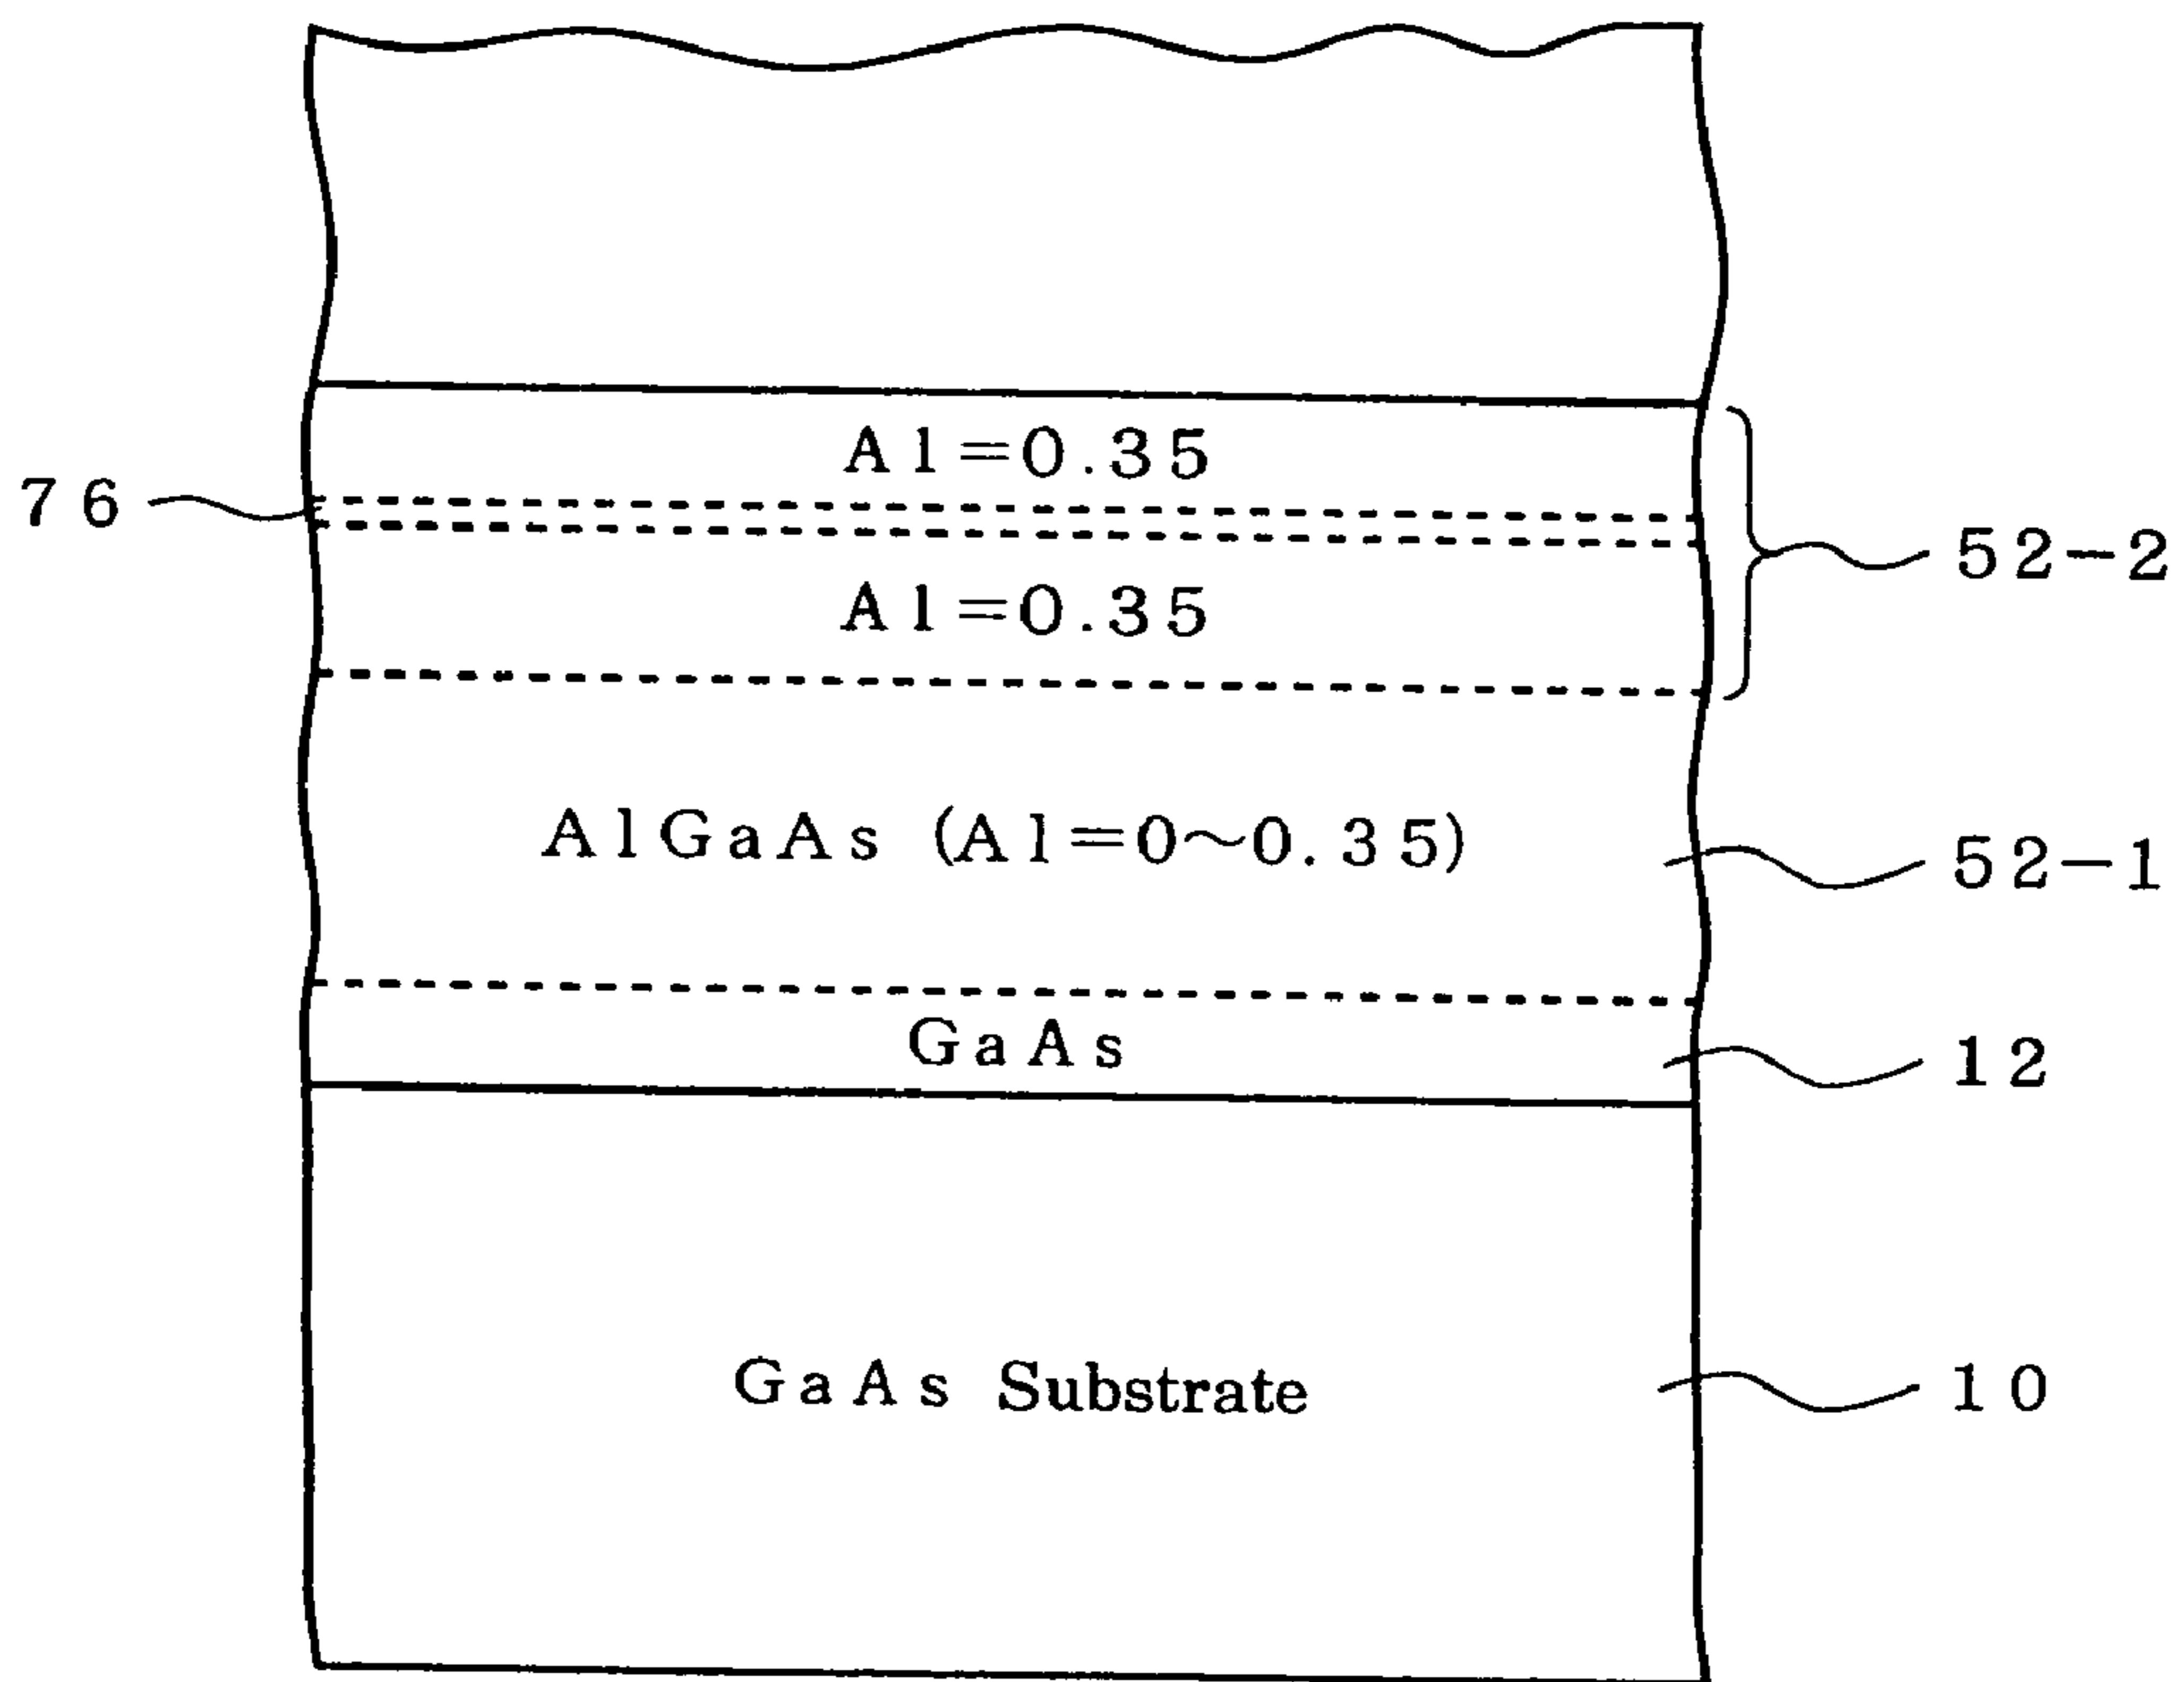 Al=0.35
76
52-2
Al=0.35
AlGaAs (Al=0~0.35)
52-1
GaAs
12
GaAs Substrate
10